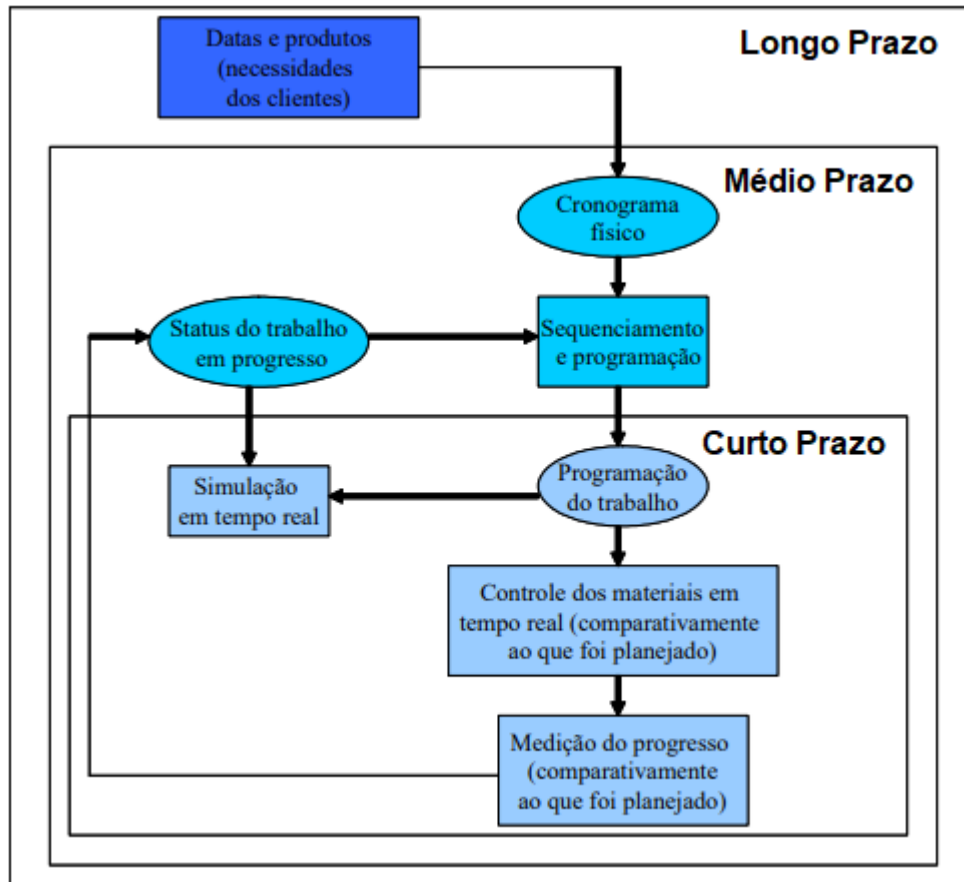 Datas e produtos
(necessidades
dos clientes)
Longo Prazo
Médio Prazo
Cronograma
físico
Status do trabalho
em progresso
Sequenciamento
e programação
Curto Prazo
Simulação
em tempo real
Programação
do trabalho
Controle dos materiais em
tempo real (comparativamente
ao que foi planejado)
Medição do progresso
(comparativamente
ao que foi planejado)